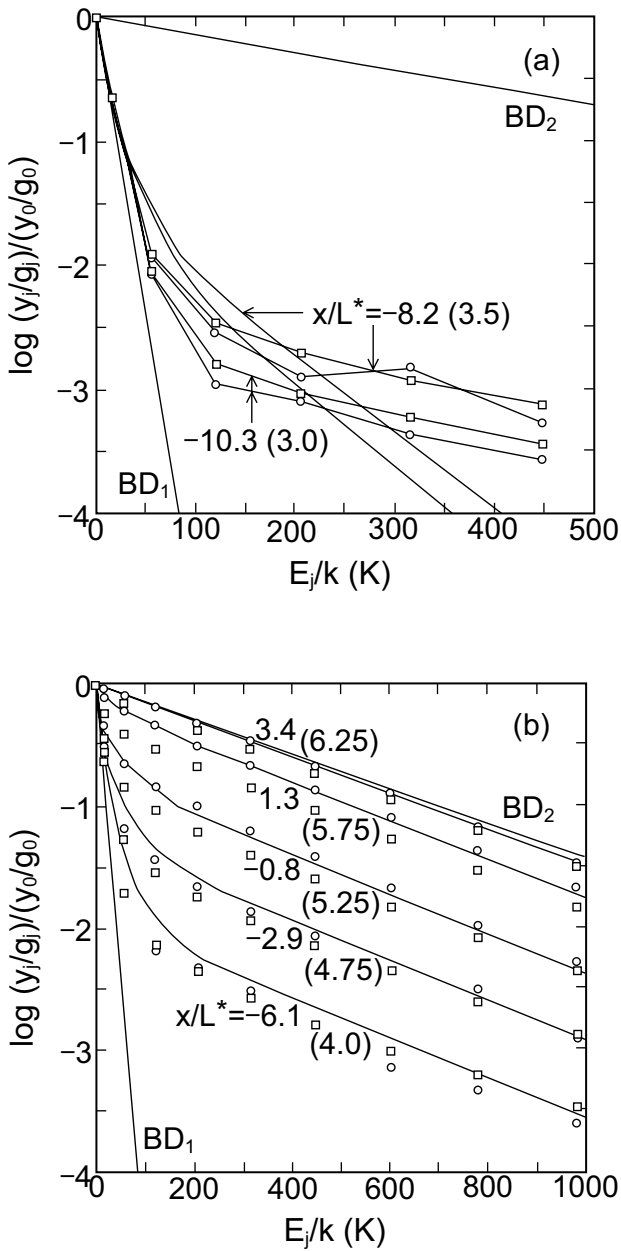 0
(a)
BD₂
−1
log (yⱼ/gⱼ)/(y₀/g₀)
−2
x/L*=−8.2 (3.5)
−3
−10.3 (3.0)
BD₁
−4
0 100 200 300 400 500
Eⱼ/k (K)
0
(b)
3.4 (6.25)
BD₂
1.3
−1
(5.75)
log (yⱼ/gⱼ)/(y₀/g₀)
−0.8
(5.25)
−2
−2.9
(4.75)
x/L*=−6.1
(4.0)
−3
BD₁
−4
0 200 400 600 800 1000
Eⱼ/k (K)